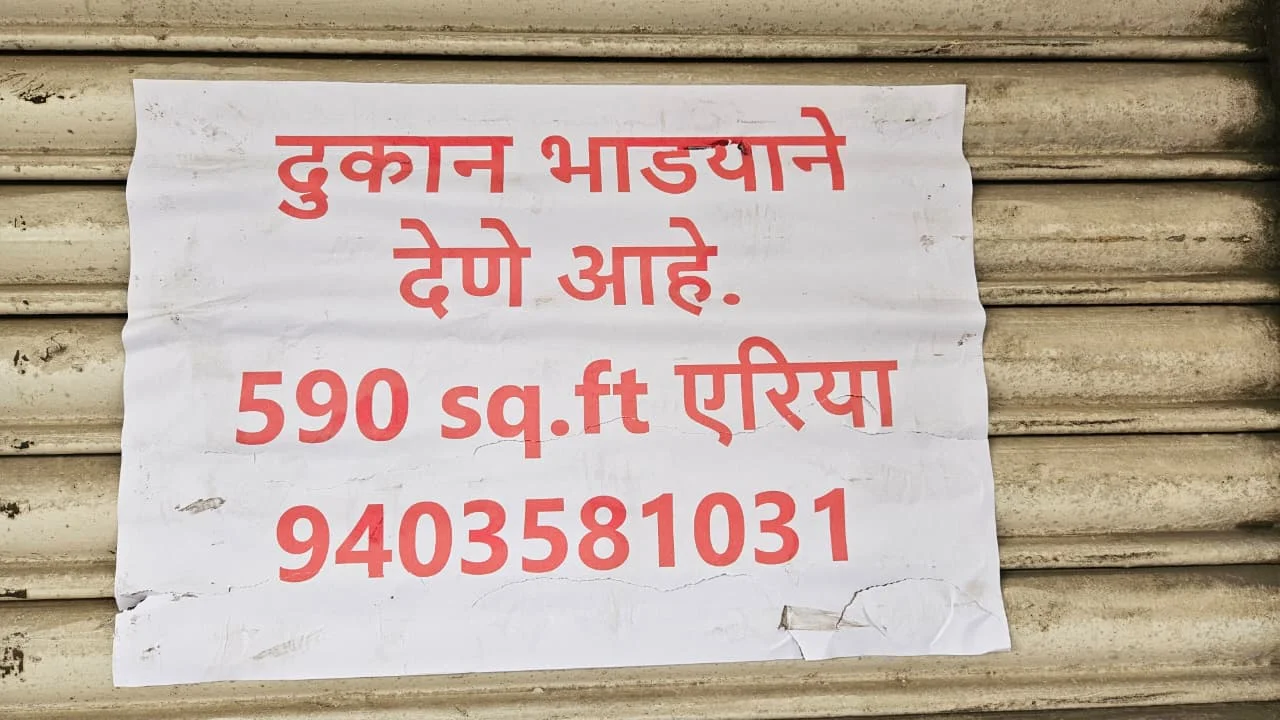 दुकान भाडयाने
देणे आहे.
590 sq.ft एरिया
9403581031